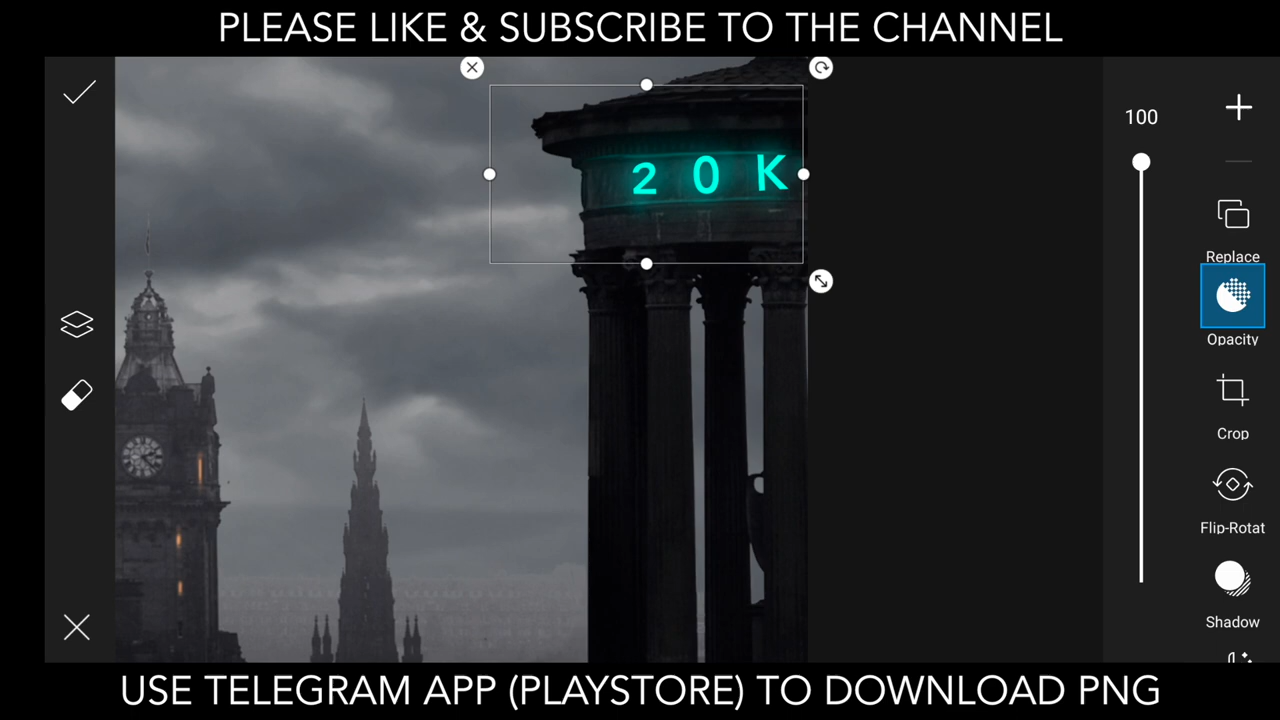 PLEASE LIKE & SUBSCRIBE TO THE CHANNEL
100
2 0 K
Replace
Opacity
Crop
Flip-Rotat
Shadow
USE TELEGRAM APP (PLAYSTORE) TO DOWNLOAD PNG